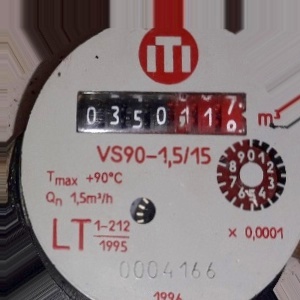 m
0350117 m³
8
VS90-1,5/15
Tmax +90°C
Qn 1,5m³/h
LT 1-212
1995
x 0,0001
0004166
1996